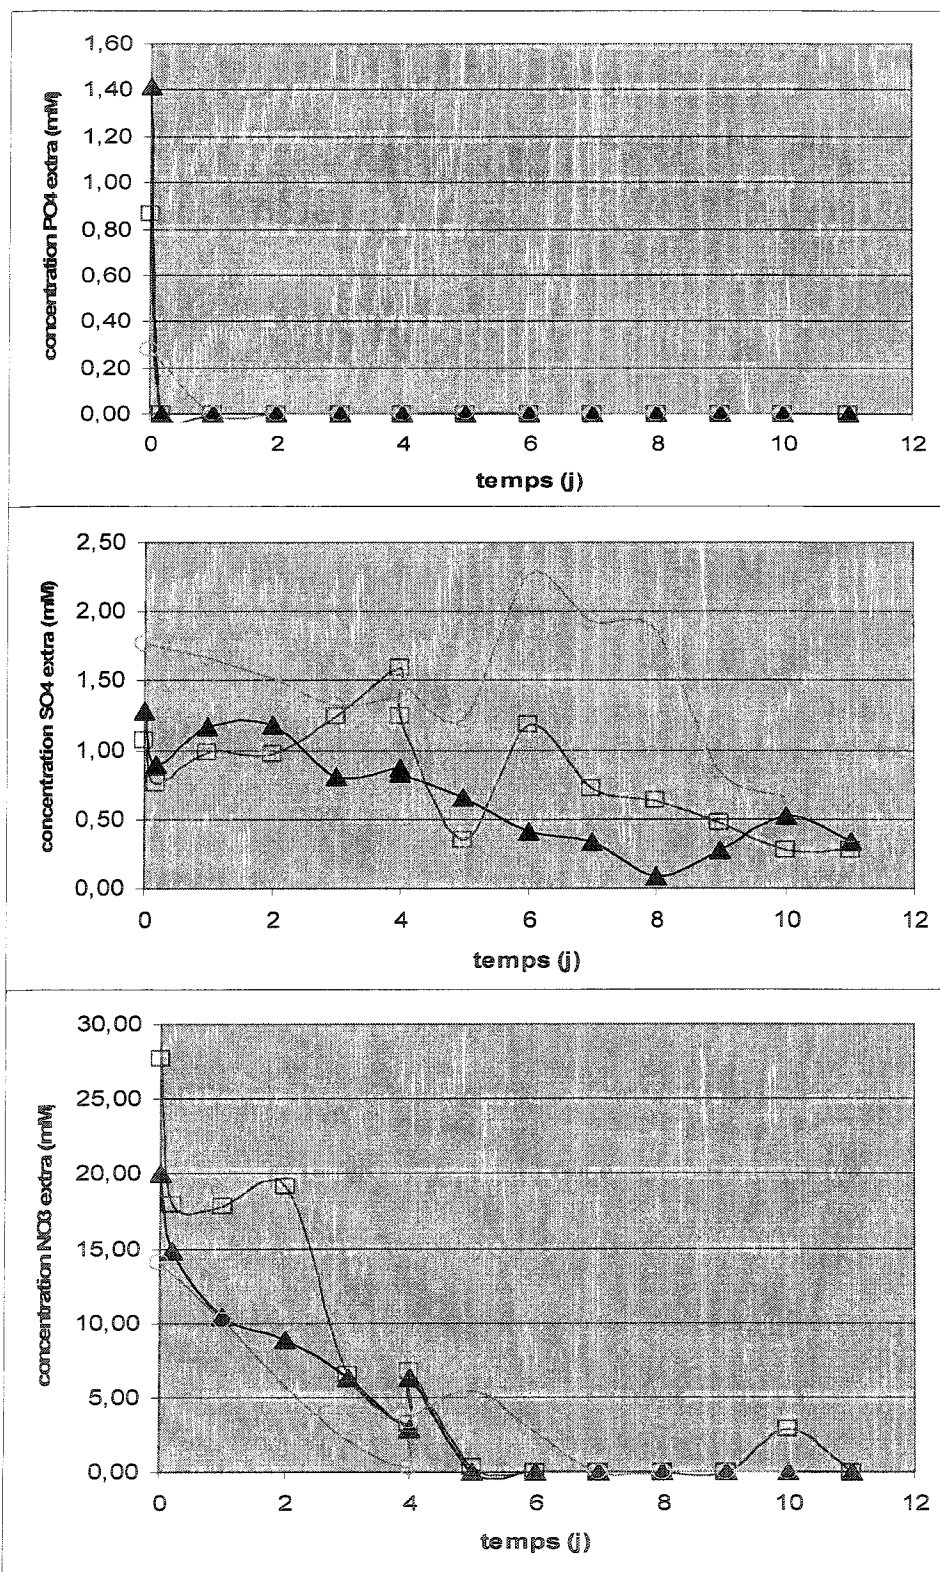 concentration PO4 extra (mM)
1,60
1,40
1,20
1,00
0,80
0,60
0,40
0,20
0,00
0 2 4 6 8 10 12
temps (j)
concentration SO4 extra (mM)
2,50
2,00
1,50
1,00
0,50
0,00
0 2 4 6 8 10 12
temps (j)
concentration NO3 extra (mM)
30,00
25,00
20,00
15,00
10,00
5,00
0,00
0 2 4 6 8 10 12
temps (j)